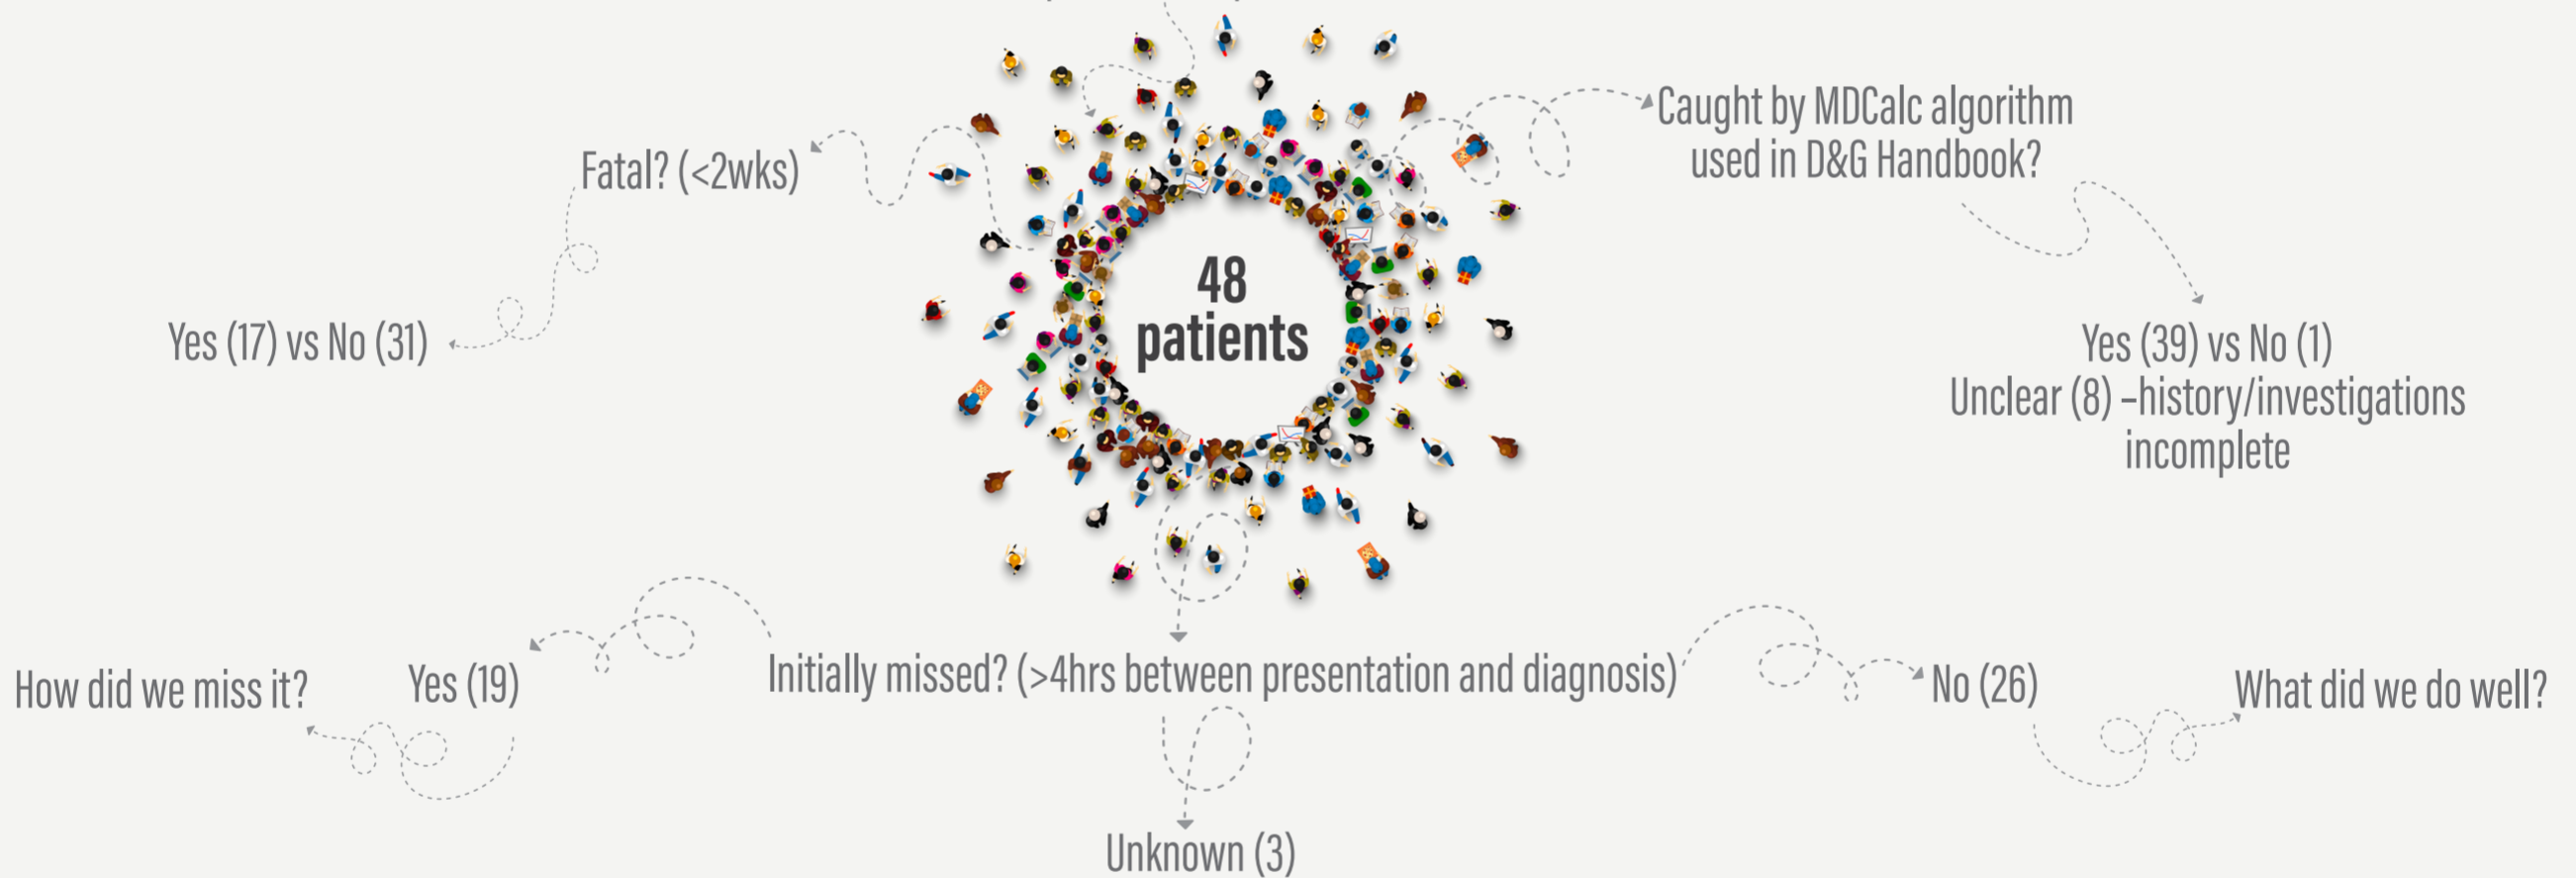 Caught by MDCalc algorithm
used in D&G Handbook?
Fatal? (<2wks)
48
patients
Yes (17) vs No (31)
Yes (39) vs No (1)
Unclear (8) –history/investigations
incomplete
How did we miss it?
Yes (19)
Initially missed? (>4hrs between presentation and diagnosis)
No (26)
What did we do well?
Unknown (3)